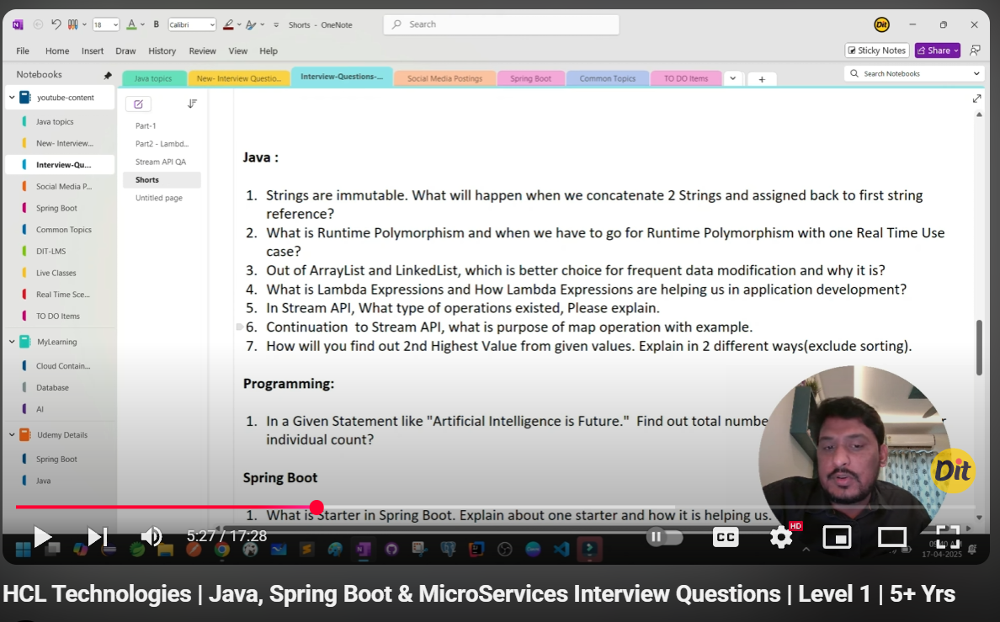 18
B
Calibri
Shorts - OneNote
Search
Dit
File Home Insert Draw History Review View Help
Sticky Notes
Share
Notebooks
Java topics
New- Interview Questio...
Interview-Questions-...
Social Media Postings
Spring Boot
Common Topics
TO DO Items
+
Search Notebooks
youtube-content
Java topics
New- Interview...
Interview-Qu...
Social Media P...
Spring Boot
Common Topics
DIT-LMS
Live Classes
Real Time Sce...
TO DO Items
MyLearning
Cloud Contain...
Database
AI
Udemy Details
Spring Boot
Java
Part-1
Part2 - Lambd...
Stream API QA
Shorts
Untitled page
Java :
1. Strings are immutable. What will happen when we concatenate 2 Strings and assigned back to first string
reference?
2. What is Runtime Polymorphism and when we have to go for Runtime Polymorphism with one Real Time Use
case?
3. Out of ArrayList and LinkedList, which is better choice for frequent data modification and why it is?
4. What is Lambda Expressions and How Lambda Expressions are helping us in application development?
5. In Stream API, What type of operations existed, Please explain.
6. Continuation to Stream API, what is purpose of map operation with example.
7. How will you find out 2nd Highest Value from given values. Explain in 2 different ways(exclude sorting).
Programming:
1. In a Given Statement like "Artificial Intelligence is Future." Find out total numbe
individual count?
Spring Boot
1. What is Starter in Spring Boot. Explain about one starter and how it is helping us.
Dit
5:27 / 17:28
CC
HD
17-04-2025
HCL Technologies | Java, Spring Boot & MicroServices Interview Questions | Level 1 | 5+ Yrs